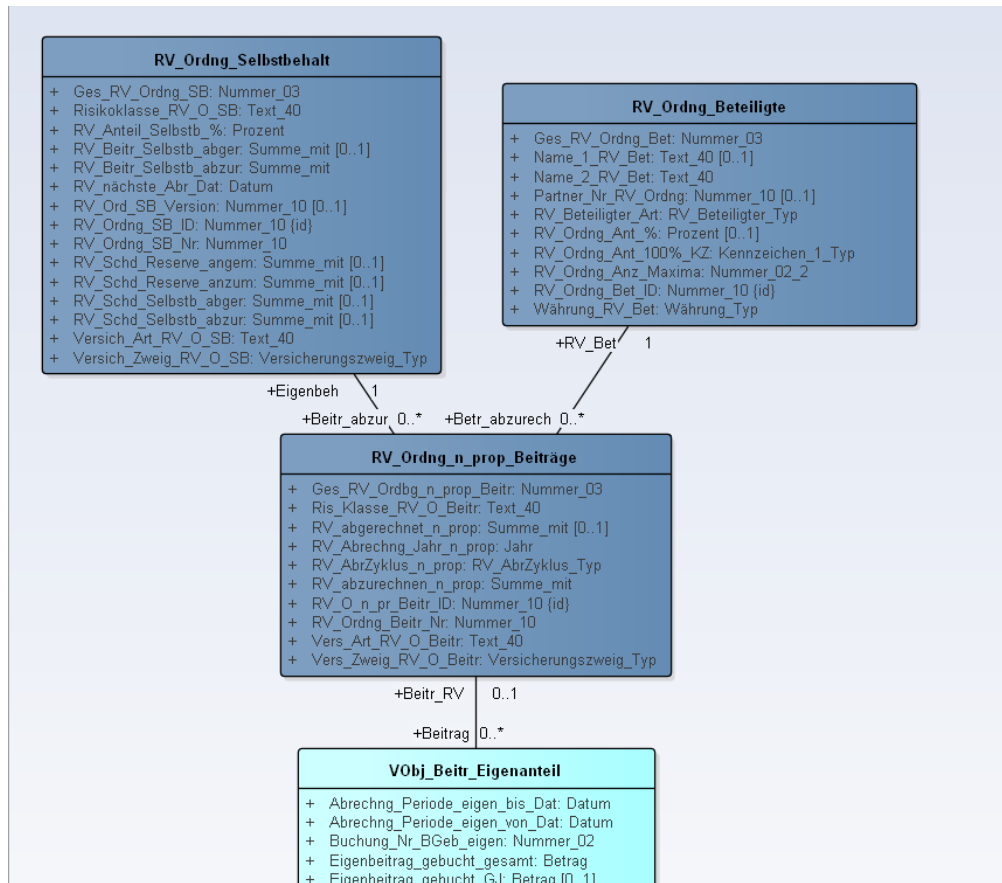 RV_Ordng_Selbstbehalt
+ Ges_RV_Ordng_SB: Nummer_03
+ Risikoklasse_RV_O_SB: Text_40
+ RV_Anteil_Selbstb_%: Prozent
+ RV_Beitr_Selbstb_abger: Summe_mit [0..1]
+ RV_Beitr_Selbstb_abzur: Summe_mit
+ RV_nächste_Abr_Dat: Datum
+ RV_Ord_SB_Version: Nummer_10 [0..1]
+ RV_Ordng_SB_ID: Nummer_10 {id}
+ RV_Ordng_SB_Nr: Nummer_10
+ RV_Schd_Reserve_angem: Summe_mit [0..1]
+ RV_Schd_Reserve_anzum: Summe_mit [0..1]
+ RV_Schd_Selbstb_abger: Summe_mit [0..1]
+ RV_Schd_Selbstb_abzur: Summe_mit [0..1]
+ Versich_Art_RV_O_SB: Text_40
+ Versich_Zweig_RV_O_SB: Versicherungszweig_Typ
RV_Ordng_Beteiligte
+ Ges_RV_Ordng_Bet: Nummer_03
+ Name_1_RV_Bet: Text_40 [0..1]
+ Name_2_RV_Bet: Text_40
+ Partner_Nr_RV_Ordng: Nummer_10 [0..1]
+ RV_Beteiligter_Art: RV_Beteiligter_Typ
+ RV_Ordng_Ant_%: Prozent [0..1]
+ RV_Ordng_Ant_100%_KZ: Kennzeichen_1_Typ
+ RV_Ordng_Anz_Maxima: Nummer_02_2
+ RV_Ordng_Bet_ID: Nummer_10 {id}
+ Währung_RV_Bet: Währung_Typ
+RV_Bet 1
+Eigenbeh 1
+Beitr_abzur 0..*
+Betr_abzurech 0..*
RV_Ordng_n_prop_Beiträge
+ Ges_RV_Ordbg_n_prop_Beitr: Nummer_03
+ Ris_Klasse_RV_O_Beitr: Text_40
+ RV_abgerechnet_n_prop: Summe_mit [0..1]
+ RV_Abrechng_Jahr_n_prop: Jahr
+ RV_AbrZyklus_n_prop: RV_AbrZyklus_Typ
+ RV_abzurechnen_n_prop: Summe_mit
+ RV_O_n_pr_Beitr_ID: Nummer_10 {id}
+ RV_Ordng_Beitr_Nr: Nummer_10
+ Vers_Art_RV_O_Beitr: Text_40
+ Vers_Zweig_RV_O_Beitr: Versicherungszweig_Typ
+Beitr_RV 0..1
+Beitrag 0..*
VObj_Beitr_Eigenanteil
+ Abrechng_Periode_eigen_bis_Dat: Datum
+ Abrechng_Periode_eigen_von_Dat: Datum
+ Buchung_Nr_BGeb_eigen: Nummer_02
+ Eigenbeitrag_gebucht_gesamt: Betrag
+ Eigenbeitrag_gebucht_GJ: Betrag [0..1]